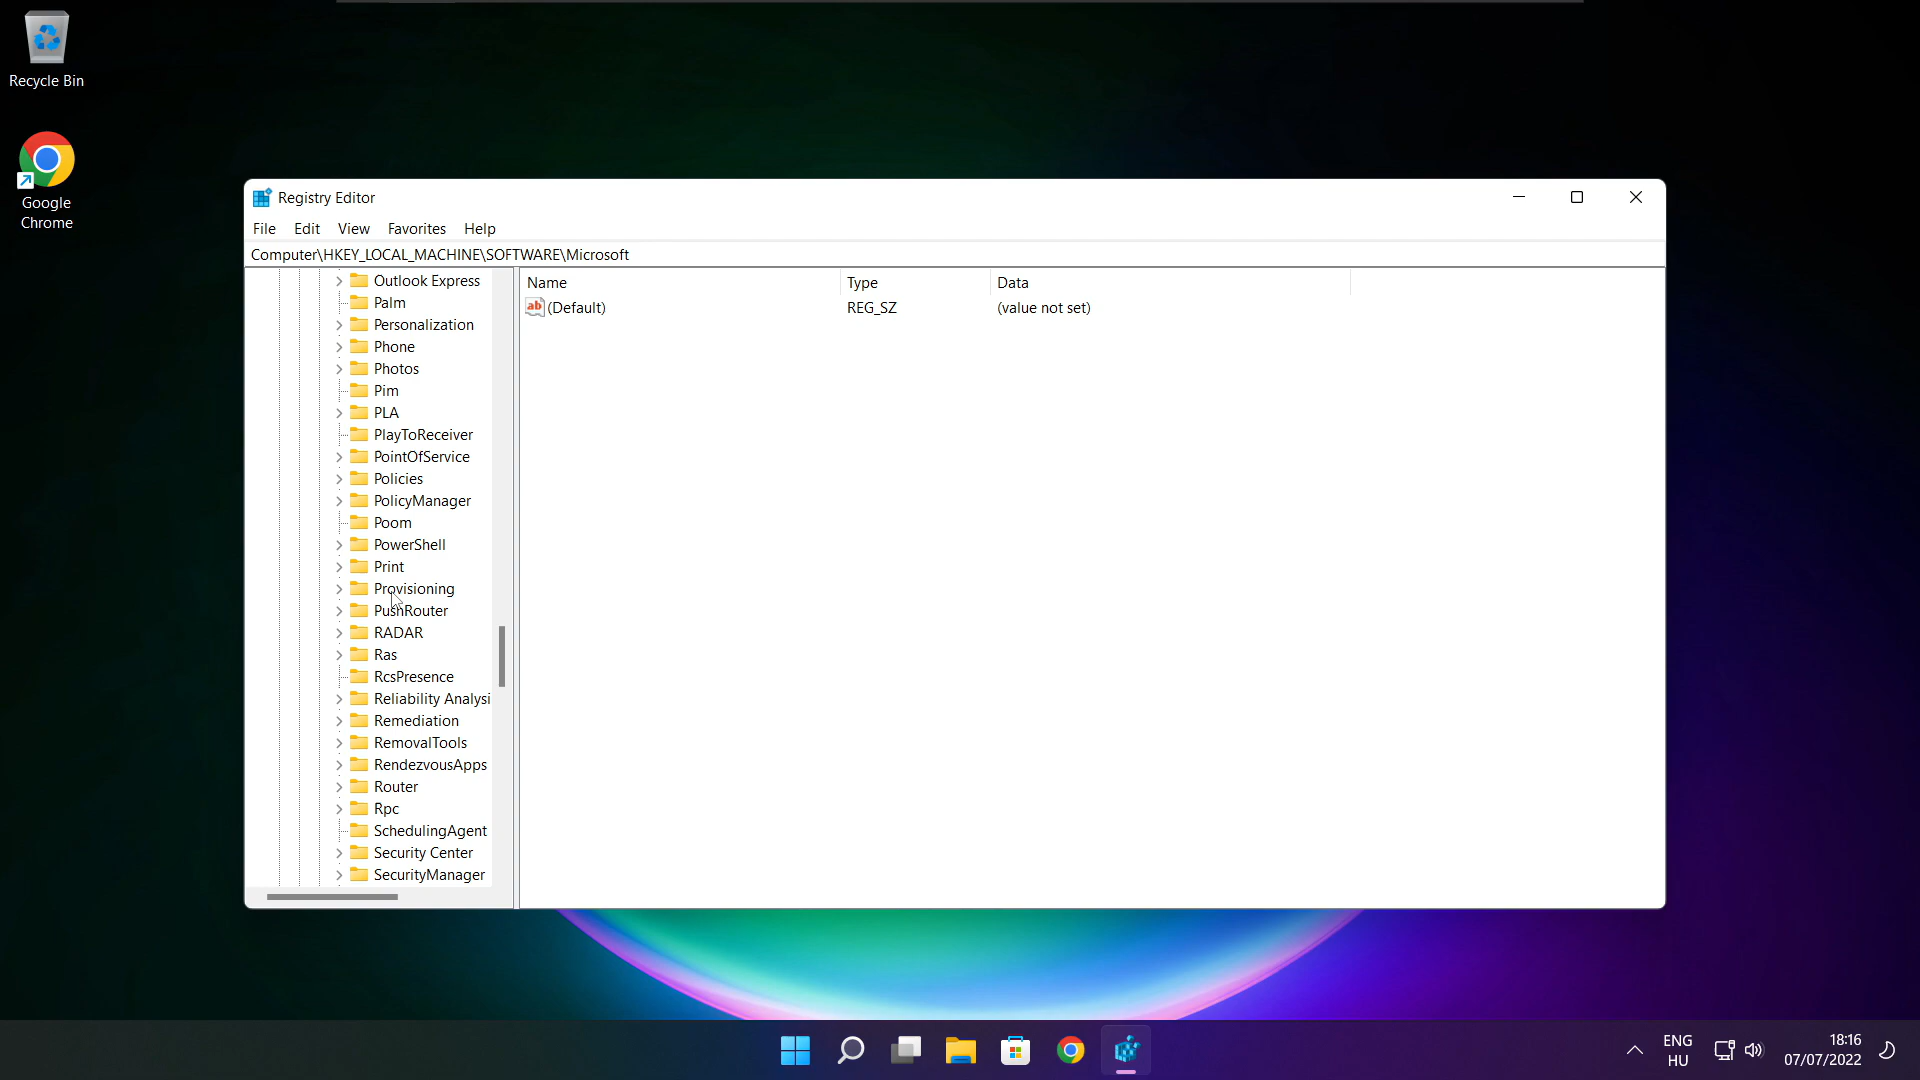 Recycle Bin
Google
Chrome
Registry Editor
File Edit View Favorites Help
Computer\HKEY_LOCAL_MACHINE\SOFTWARE\Microsoft
Outlook Express
Palm
Personalization
Phone
Photos
Pim
PLA
PlayToReceiver
PointOfService
Policies
PolicyManager
Poom
PowerShell
Print
Provisioning
PushRouter
RADAR
Ras
RcsPresence
Reliability Analysi
Remediation
RemovalTools
RendezvousApps
Router
Rpc
SchedulingAgent
Security Center
SecurityManager
Name Type Data
ab (Default) REG_SZ (value not set)
ENG
HU
18:16
07/07/2022